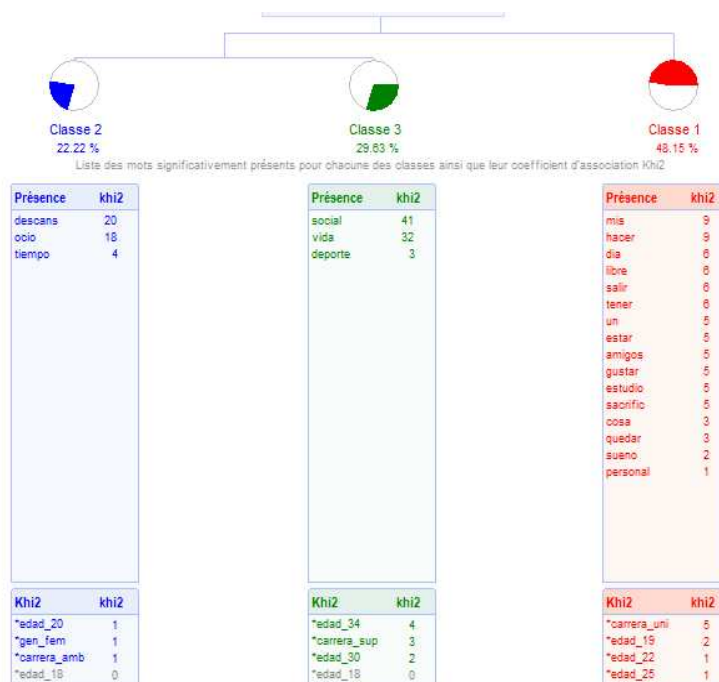 Classe 2
22.22 %
Classe 3
29.63 %
Classe 1
48.15 %
Liste des mots significativement présents pour chacune des classes ainsi que leur coefficient d'association Khi2
Présence khi2
descans 20
ocio 18
tiempo 4
Présence khi2
social 41
vida 32
deporte 3
Présence khi2
mis 9
hacer 9
dia 6
libre 6
salir 6
tener 6
un 5
estar 5
amigos 5
gustar 5
estudio 5
sacrific 5
cosa 3
quedar 3
sueno 2
personal 1
Khi2 khi2
*edad_20 1
*gen_fem 1
*carrera_amb 1
*edad_18 0
Khi2 khi2
*edad_34 4
*carrera_sup 3
*edad_30 2
*edad_18 0
Khi2 khi2
*carrera_uni 5
*edad_19 2
*edad_22 1
*edad_25 1